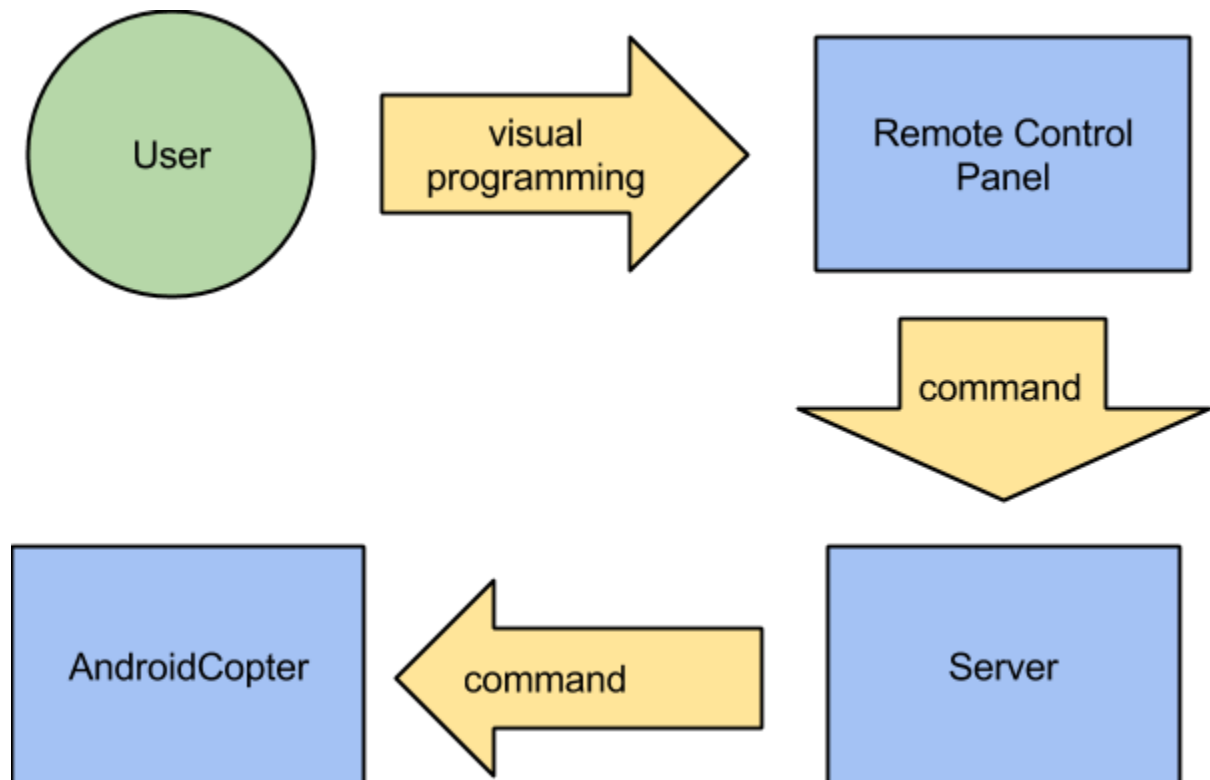 User
visual
programming
Remote Control
Panel
command
AndroidCopter
command
Server